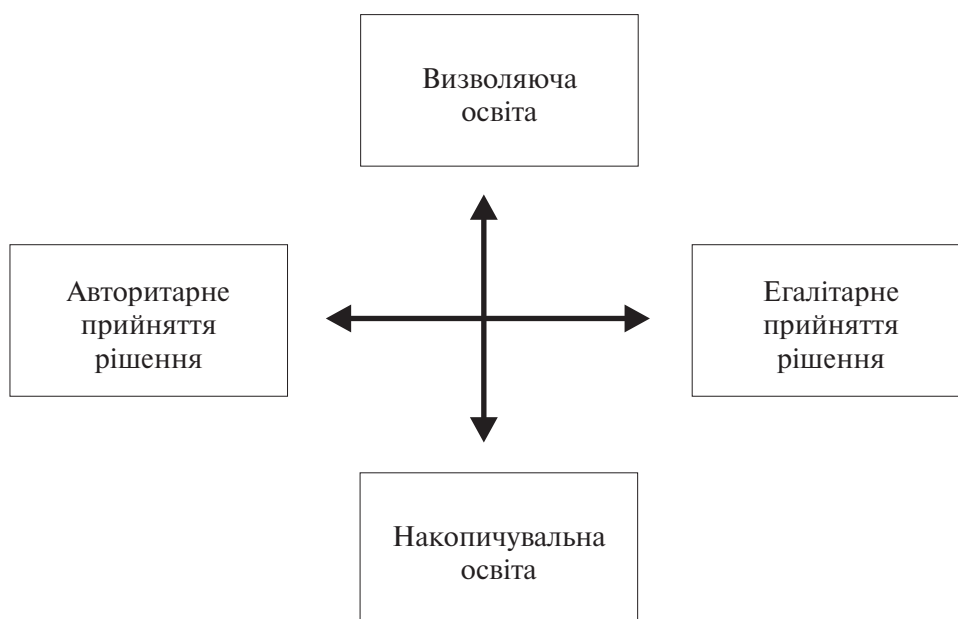 Визволяюча
освіта
Авторитарне
прийняття
рішення
Егалітарне
прийняття
рішення
Накопичувальна
освіта